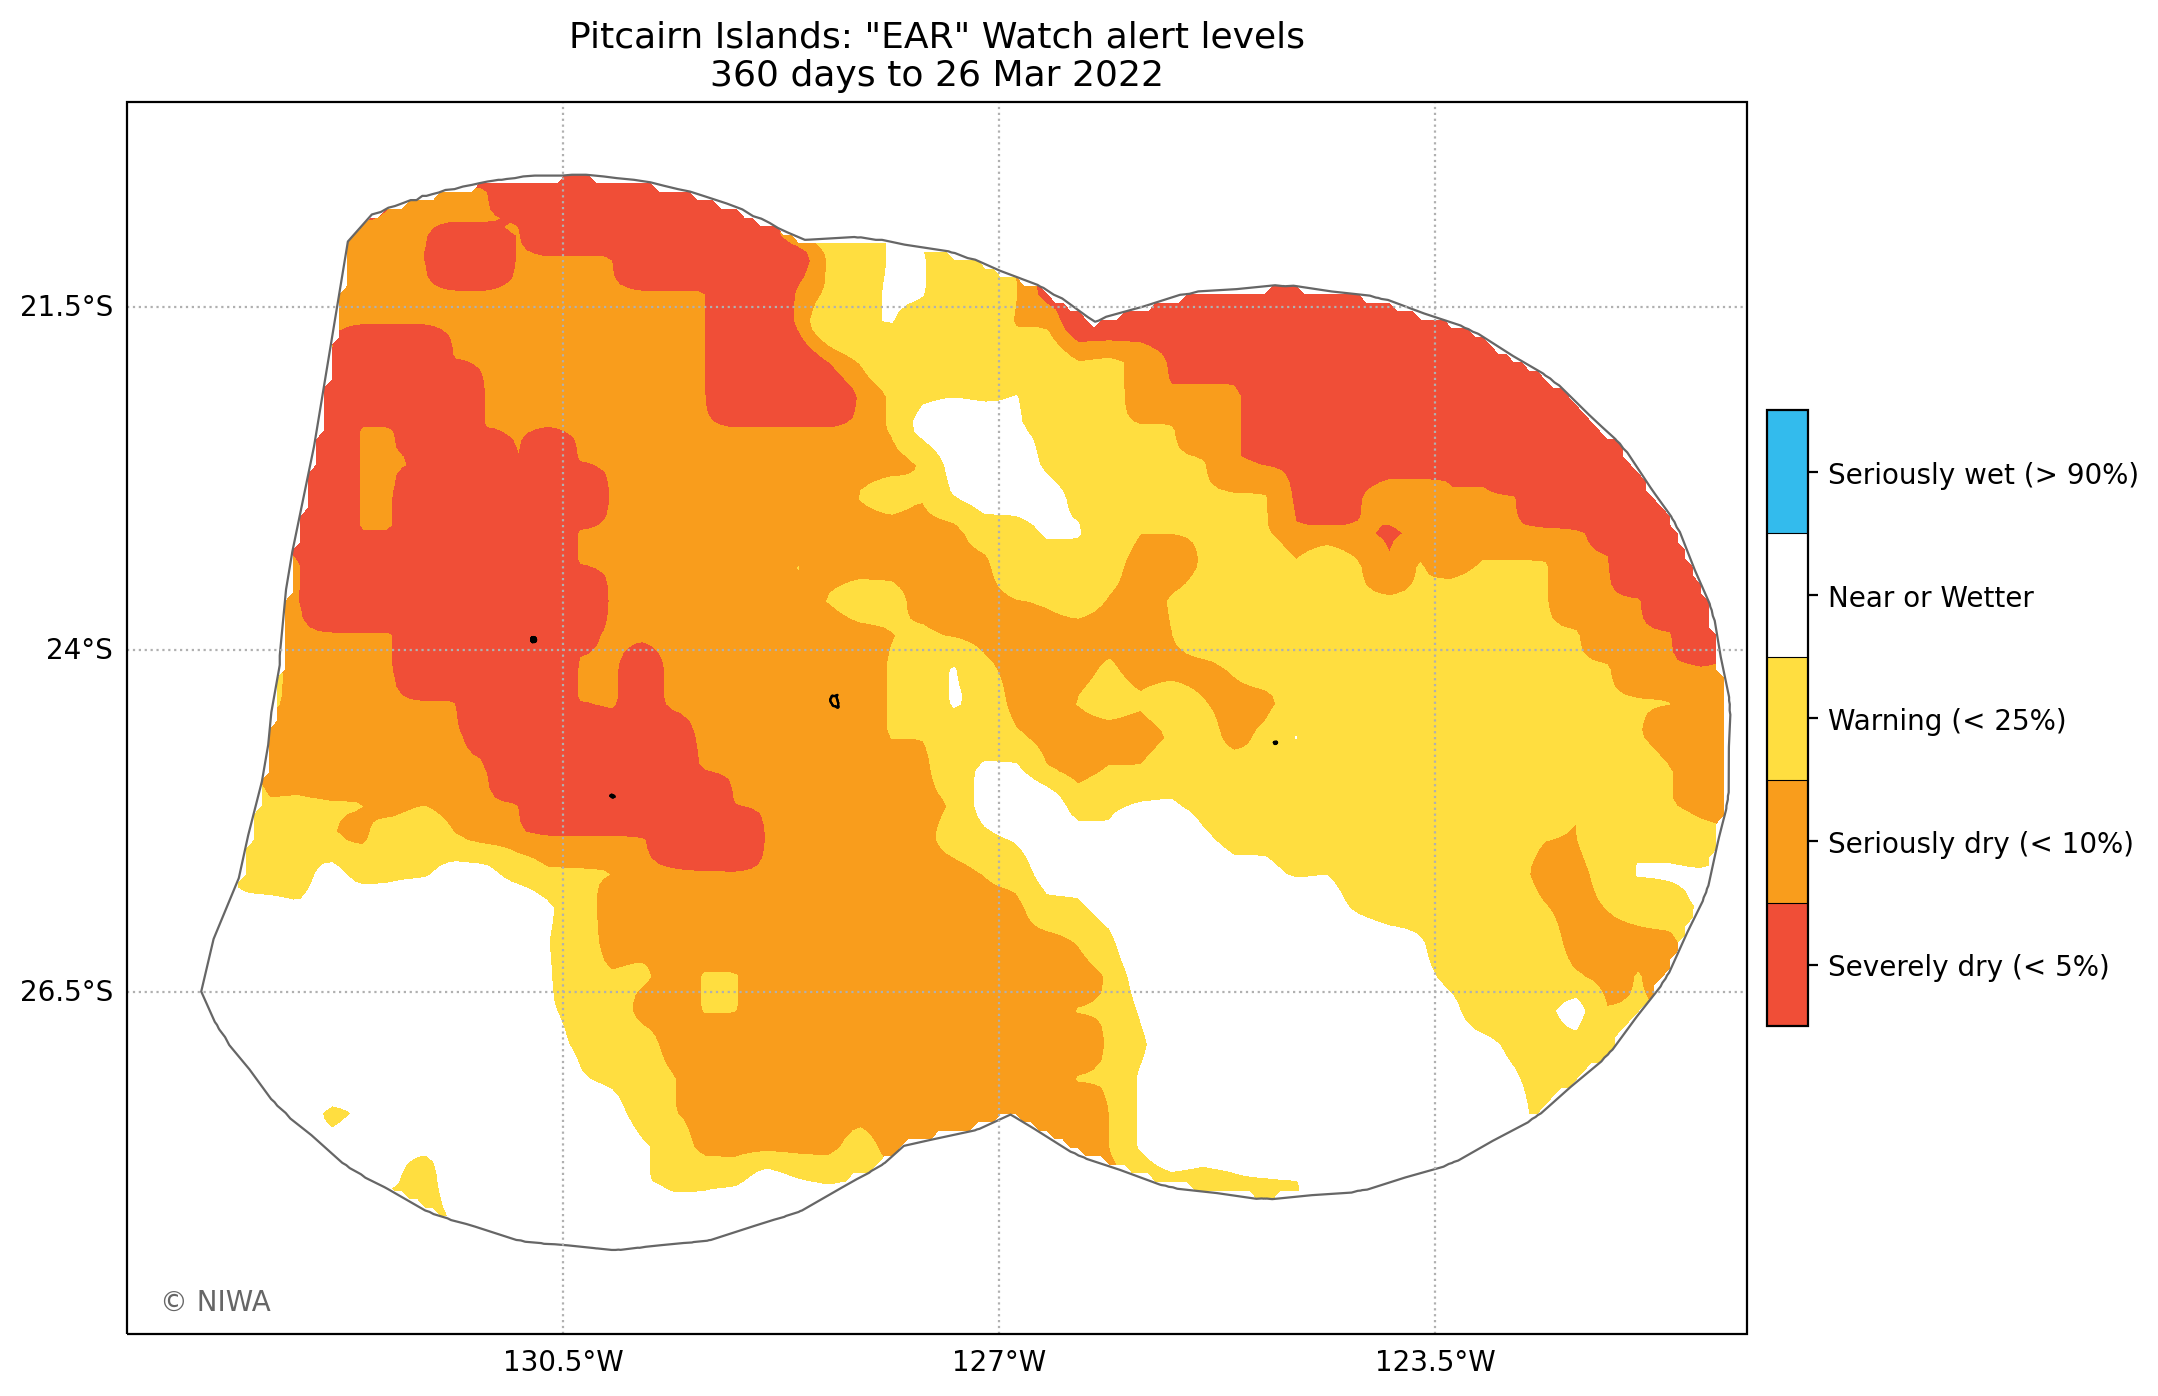 Pitcairn Islands: "EAR" Watch alert levels
360 days to 26 Mar 2022
21.5°S
24°S
26.5°S
130.5°W
127°W
123.5°W
Seriously wet (> 90%)
Near or Wetter
Warning (< 25%)
Seriously dry (< 10%)
Severely dry (< 5%)
© NIWA